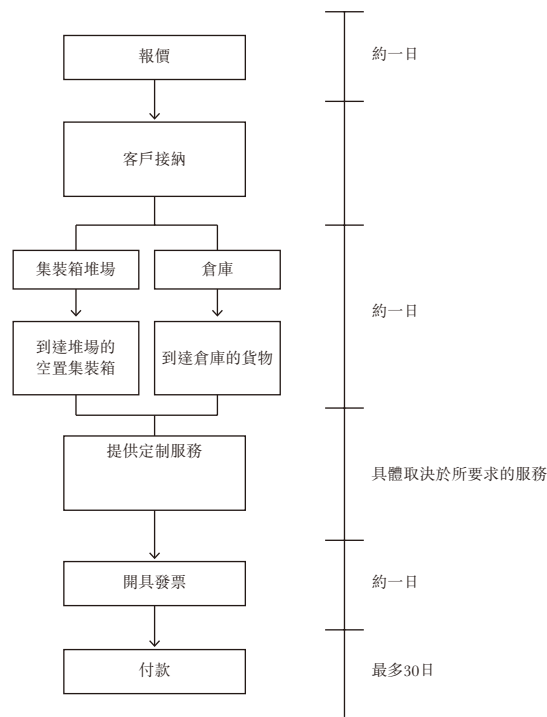 報價
約一日
客戶接納
集裝箱堆場
倉庫
約一日
到達堆場的
空置集裝箱
到達倉庫的貨物
提供定制服務
具體取決於所要求的服務
開具發票
約一日
付款
最多30日